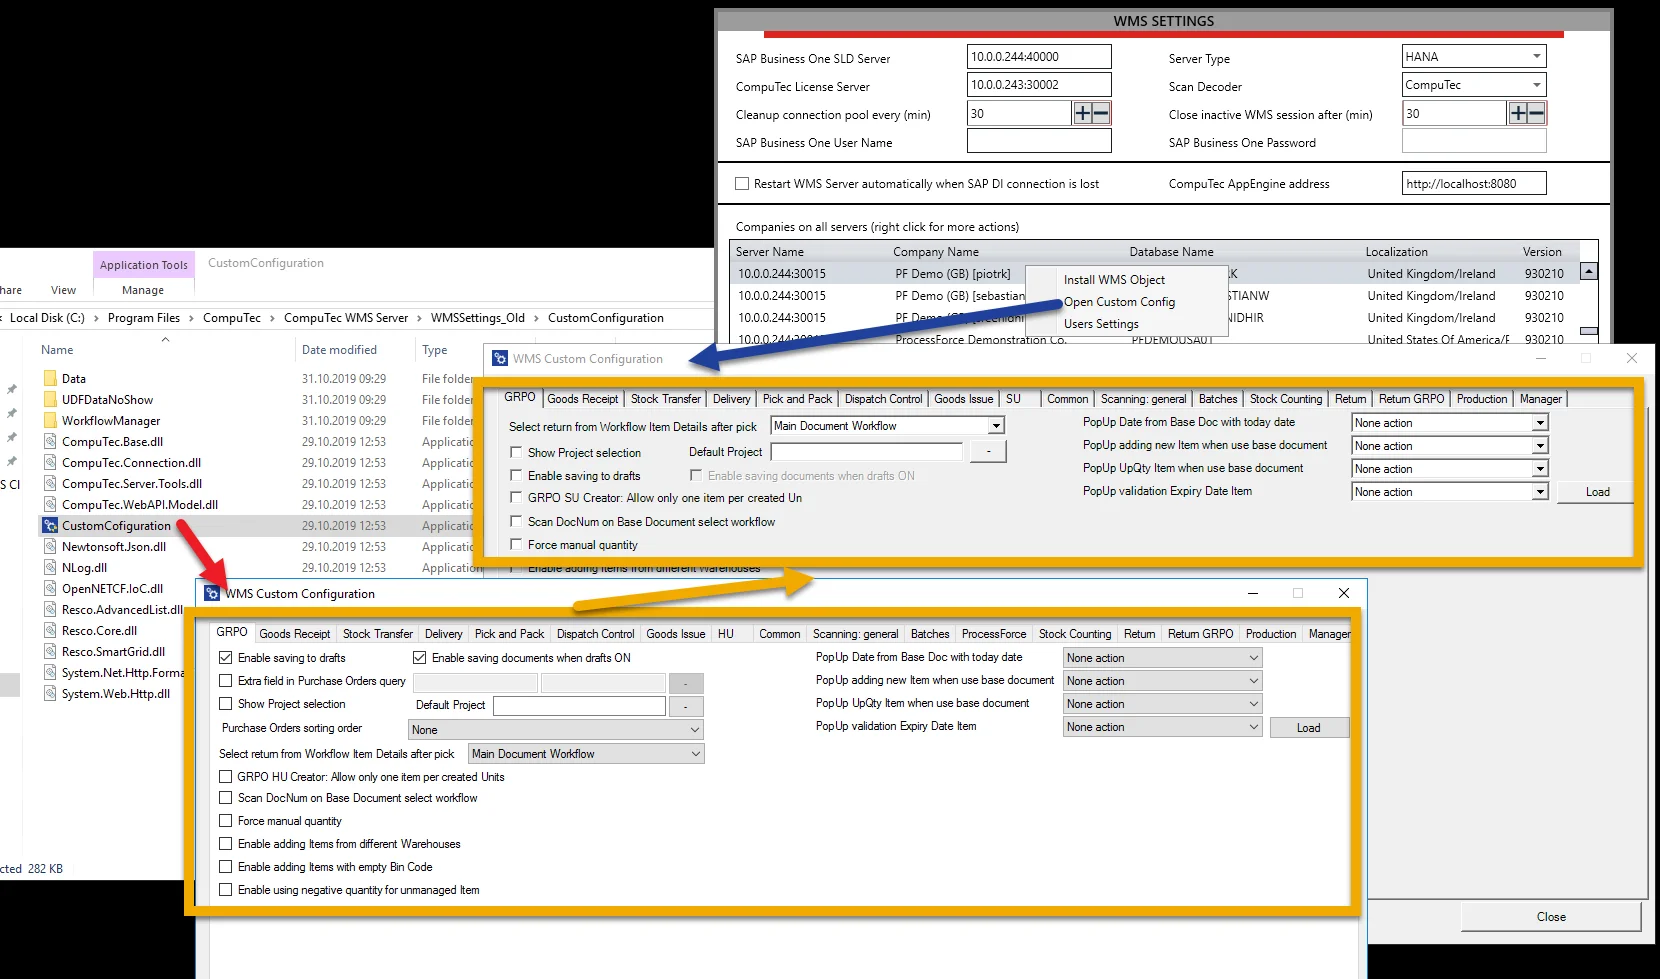 WMS SETTINGS
SAP Business One SLD Server 10.0.0.244:40000 Server Type HANA
CompuTec License Server 10.0.0.243:30002 Scan Decoder CompuTec
Cleanup connection pool every (min) 30 Close inactive WMS session after (min) 30
SAP Business One User Name SAP Business One Password
Restart WMS Server automatically when SAP DI connection is lost CompuTec AppEngine address http://localhost:8080
Companies on all servers (right click for more actions)
Server Name Company Name Database Name Localization Version
10.0.0.244:30015 PF Demo (GB) [piotrk] K United Kingdom/Ireland 930210
10.0.0.244:30015 PF Demo (GB) [sebastian STIANW United Kingdom/Ireland 930210
10.0.0.244:30015 PF Demo (GB) NIDHIR United Kingdom/Ireland 930210
10.0.0.244:30015 ProcessForce Demonstration Co. PFDEMOUSAUT United States Of America/P 930210
Install WMS Object
Open Custom Config
Users Settings
Application Tools CustomConfiguration
hare View Manage
Local Disk (C:) > Program Files > CompuTec > CompuTec WMS Server > WMSSettings_Old > CustomConfiguration
Name Date modified Type
Data 31.10.2019 09:29 File folder
UDFDataNoShow 31.10.2019 09:29 File folde
WorkflowManager 31.10.2019 09:29 File folde
CompuTec.Base.dll 29.10.2019 12:53 Applicatio
CompuTec.Connection.dll 29.10.2019 12:53 Applicatio
CompuTec.Server.Tools.dll 29.10.2019 12:53 Applicatio
S CI
CompuTec.WebAPI.Model.dll 29.10.2019 12:53 Applicatio
CustomCofiguration 29.10.2019 12:53 Applicatio
Newtonsoft.Json.dll 29.10.2019 12:53 Applicatio
NLog.dll 29.10.2019 12:53 Application
OpenNETCF.IoC.dll
Resco.AdvancedList.dll
Resco.Core.dll
Resco.SmartGrid.dll
System.Net.Http.Forma
System.Web.Http.dll
cted 282 KB
WMS Custom Configuration
GRPO Goods Receipt Stock Transfer Delivery Pick and Pack Dispatch Control Goods Issue SU Common Scanning: general Batches Stock Counting Return Return GRPO Production Manager
Select return from Workflow Item Details after pick Main Document Workflow
Show Project selection Default Project -
Enable saving to drafts Enable saving documents when drafts ON
GRPO SU Creator: Allow only one item per created Un
Scan DocNum on Base Document select workflow
Force manual quantity
Enable adding Items from different Warehouses
PopUp Date from Base Doc with today date None action
PopUp adding new Item when use base document None action
PopUp UpQty Item when use base document None action
PopUp validation Expiry Date Item None action Load
Close
WMS Custom Configuration
GRPO Goods Receipt Stock Transfer Delivery Pick and Pack Dispatch Control Goods Issue HU Common Scanning: general Batches ProcessForce Stock Counting Return Return GRPO Production Manager
Enable saving to drafts Enable saving documents when drafts ON
Extra field in Purchase Orders query -
Show Project selection Default Project -
Purchase Orders sorting order None
Select return from Workflow Item Details after pick Main Document Workflow
GRPO HU Creator: Allow only one item per created Units
Scan DocNum on Base Document select workflow
Force manual quantity
Enable adding Items from different Warehouses
Enable adding Items with empty Bin Code
Enable using negative quantity for unmanaged Item
PopUp Date from Base Doc with today date None action
PopUp adding new Item when use base document None action
PopUp UpQty Item when use base document None action
PopUp validation Expiry Date Item None action Load